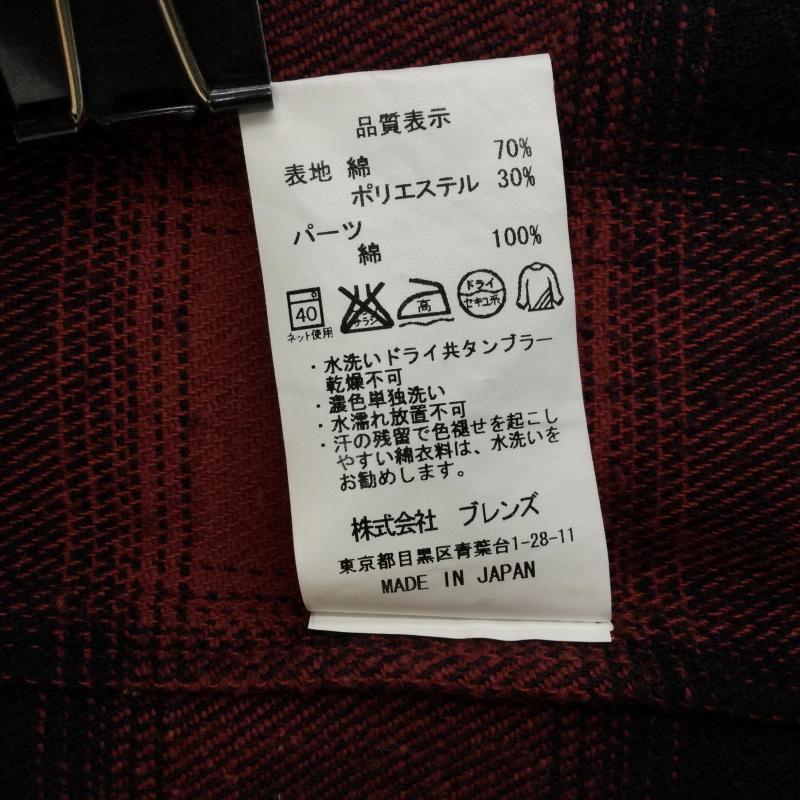 品質表示
表地 綿 70%
ポリエステル 30%
パーツ
綿 100%
40 サラシ 高 ドライ セキユ系
ネット使用
・水洗いドライ共タンブラー
乾燥不可
・濃色単独洗い
・水濡れ放置不可
・汗の残留で色褪せを起こし
やすい綿衣料は、水洗いを
お勧めします。
株式会社 ブレンズ
東京都目黒区青葉台1-28-11
MADE IN JAPAN